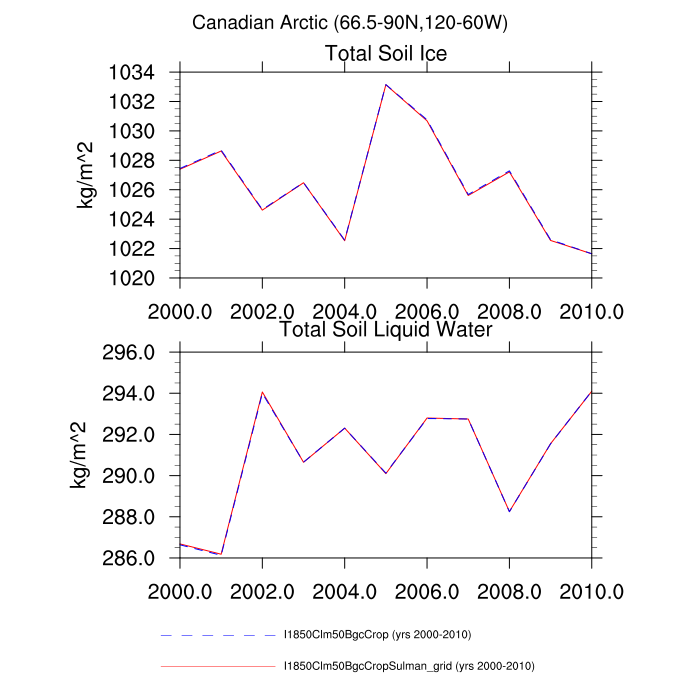 Canadian Arctic (66.5-90N,120-60W)
Total Soil Ice
1034
1032
1030
1028
1026
1024
1022
1020
kg/m^2
2000.0 2002.0 2004.0 2006.0 2008.0 2010.0
Total Soil Liquid Water
296.0
294.0
292.0
290.0
288.0
286.0
kg/m^2
2000.0 2002.0 2004.0 2006.0 2008.0 2010.0
I1850Clm50BgcCrop (yrs 2000-2010)
I1850Clm50BgcCropSulman_grid (yrs 2000-2010)